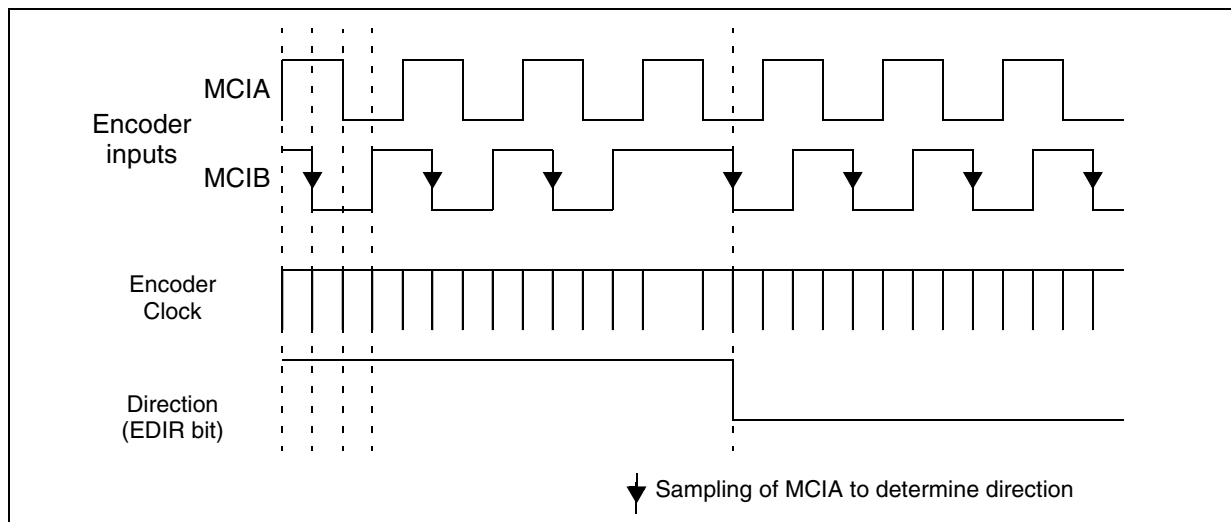 MCIA
Encoder
inputs
MCIB
Encoder
Clock
Direction
(EDIR bit)
Sampling of MCIA to determine direction